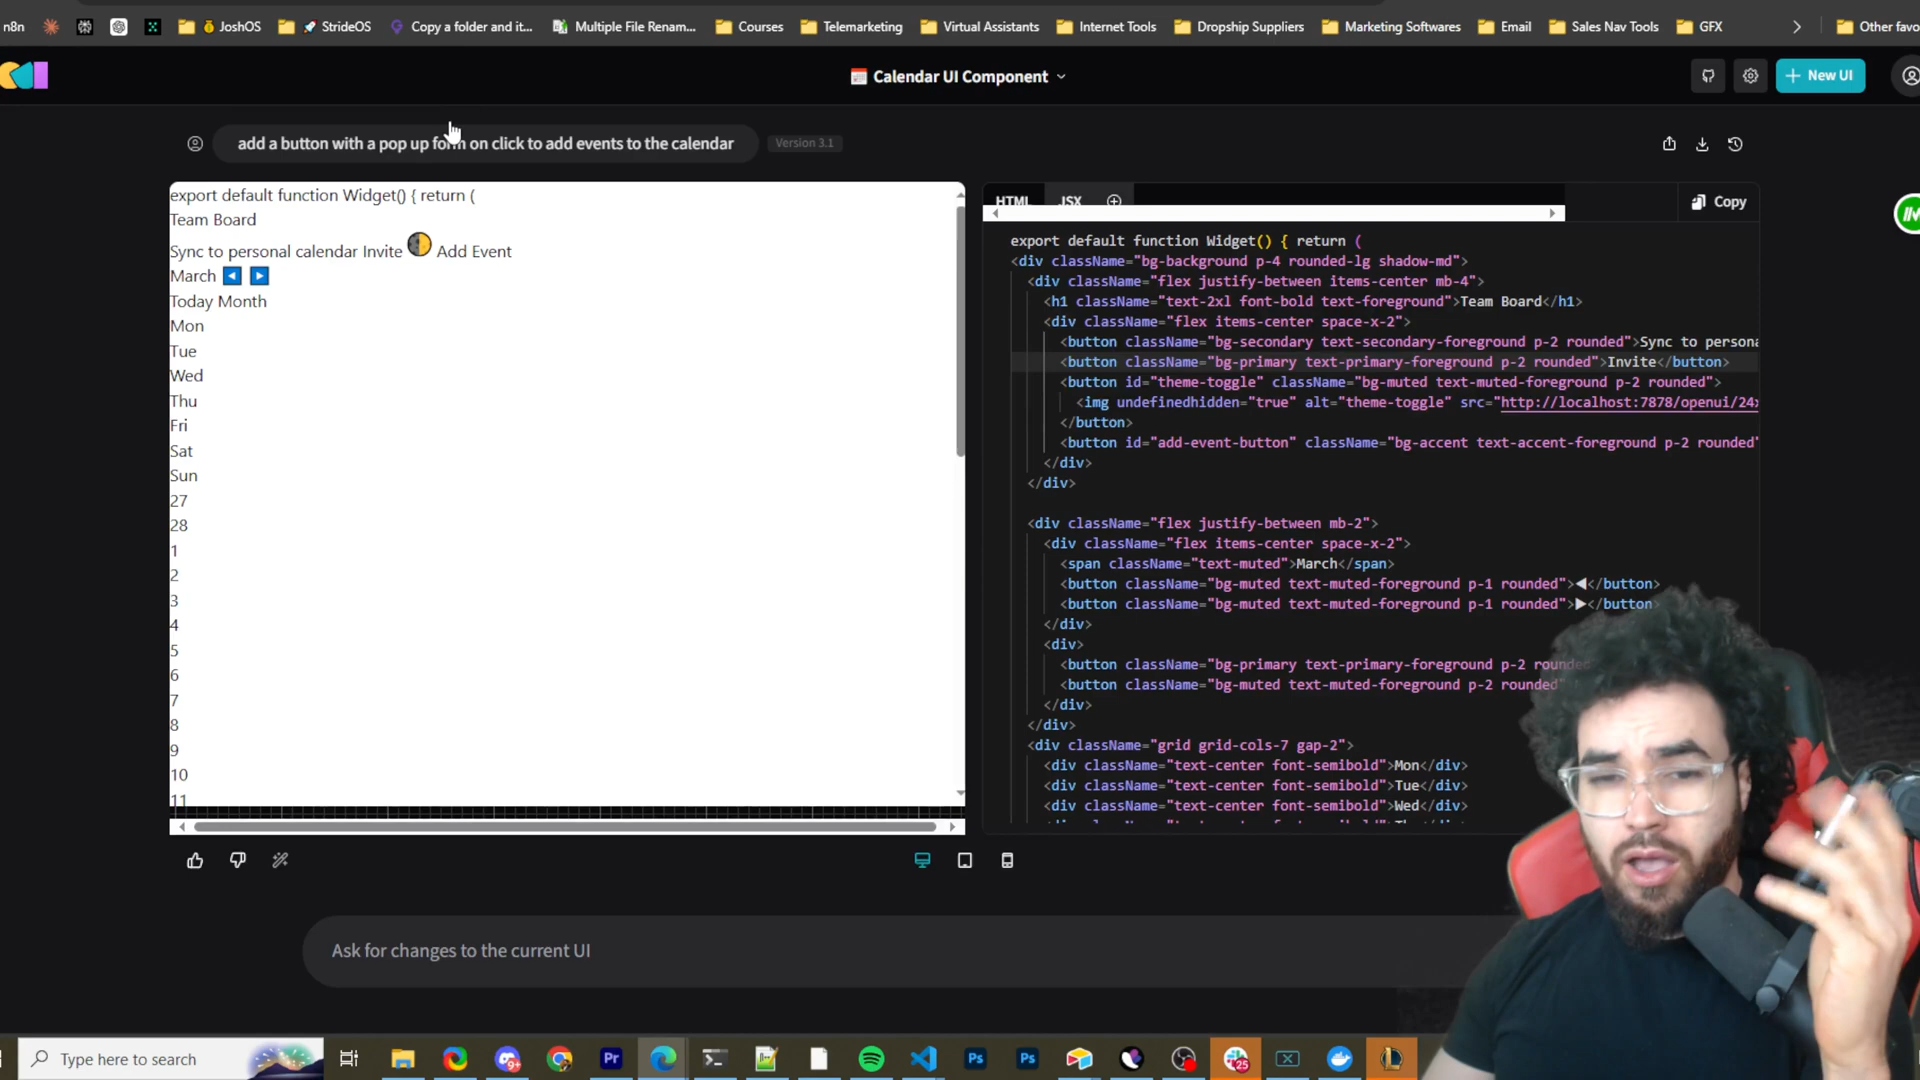 n8n
JoshOS
StrideOS
Copy a folder and it...
Multiple File Renam...
Courses
Telemarketing
Virtual Assistants
Internet Tools
Dropship Suppliers
Marketing Softwares
Email
Sales Nav Tools
GFX
Other favo
Calendar UI Component
New UI
add a button with a pop up form on click to add events to the calendar
Version 3.1
export default function Widget() { return (
Team Board
Sync to personal calendar Invite 🌗 Add Event
March ◀ ▶
Today Month
Mon
Tue
Wed
Thu
Fri
Sat
Sun
27
28
1
2
3
4
5
6
7
8
9
10
11
HTML
JSX
Copy
export default function Widget() { return (
<div className="bg-background p-4 rounded-lg shadow-md">
<div className="flex justify-between items-center mb-4">
<h1 className="text-2xl font-bold text-foreground">Team Board</h1>
<div className="flex items-center space-x-2">
<button className="bg-secondary text-secondary-foreground p-2 rounded">Sync to persona
<button className="bg-primary text-primary-foreground p-2 rounded">Invite</button>
<button id="theme-toggle" className="bg-muted text-muted-foreground p-2 rounded">
<img undefinedhidden="true" alt="theme-toggle" src="http://localhost:7878/openui/24x
</button>
<button id="add-event-button" className="bg-accent text-accent-foreground p-2 rounded"
</div>
</div>
<div className="flex justify-between mb-2">
<div className="flex items-center space-x-2">
<span className="text-muted">March</span>
<button className="bg-muted text-muted-foreground p-1 rounded">◀</button>
<button className="bg-muted text-muted-foreground p-1 rounded">▶</button>
</div>
<div>
<button className="bg-primary text-primary-foreground p-2 rounde
<button className="bg-muted text-muted-foreground p-2 rounded"
</div>
</div>
<div className="grid grid-cols-7 gap-2">
<div className="text-center font-semibold">Mon</div>
<div className="text-center font-semibold">Tue</div>
<div className="text-center font-semibold">Wed</div>
Ask for changes to the current UI
Type here to search
9+
Pr
Ps
Ps
25